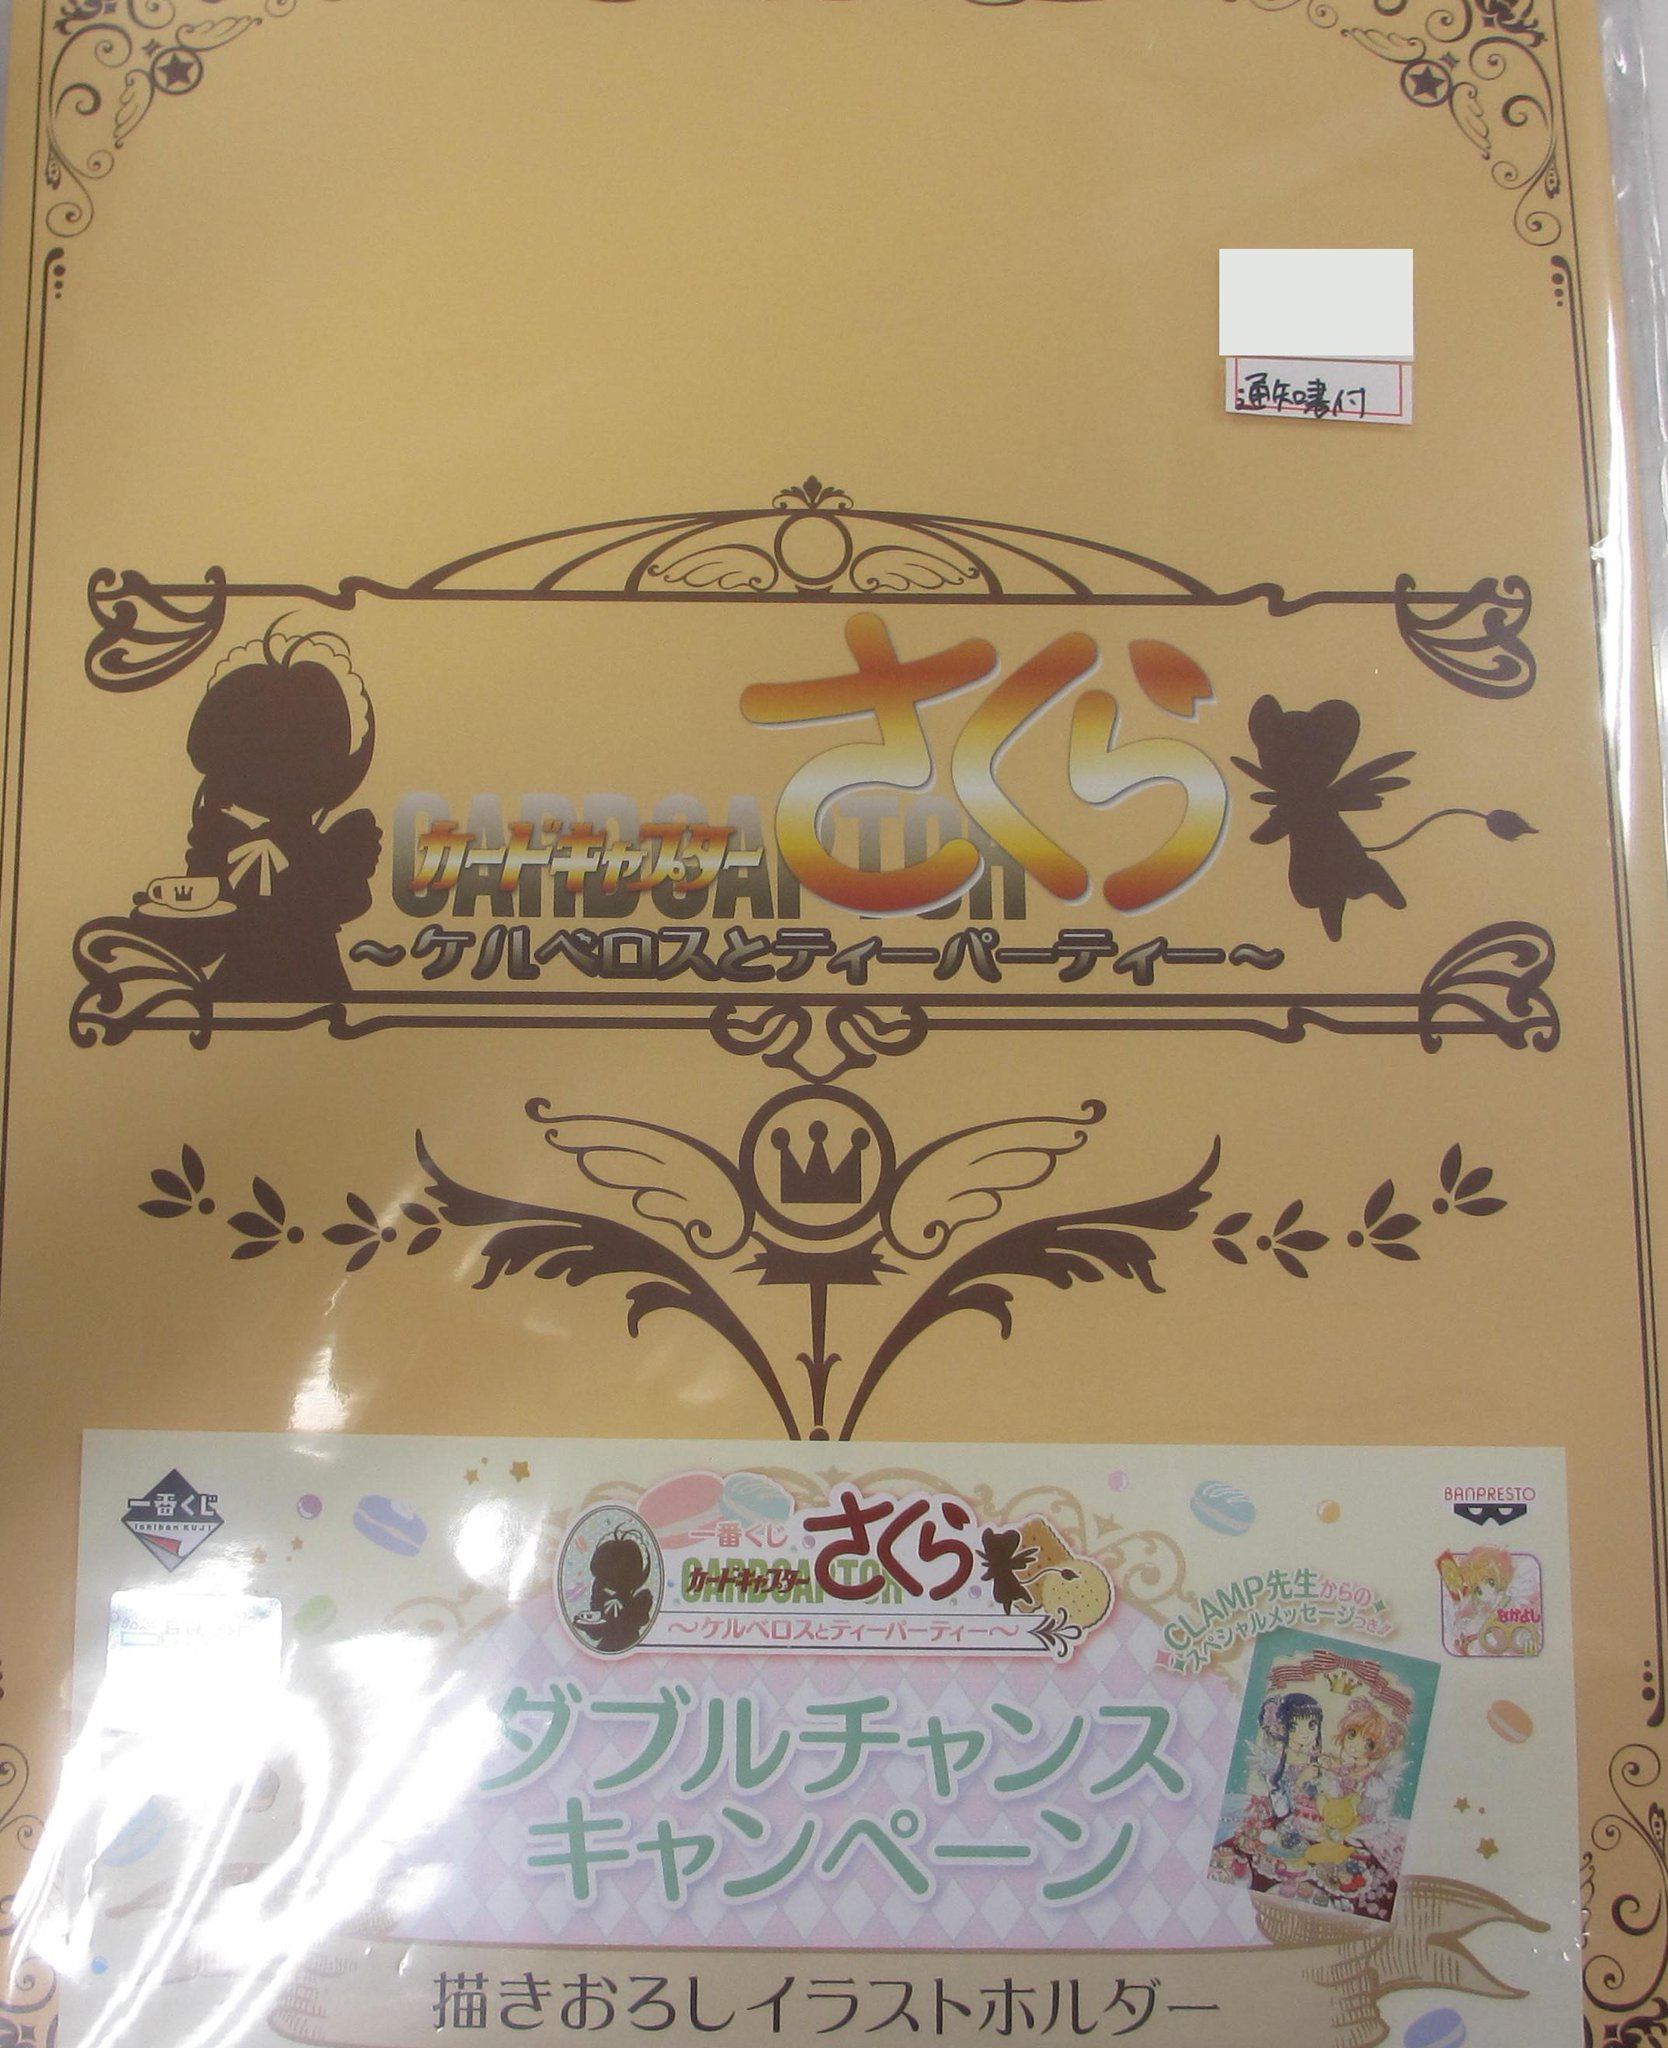 通知書付
CARDCAPTOR
カードキャプター
さくら
～ケルベロスとティーパーティー～
一番くじ
Ichiban KUJI
BANPRESTO
一番くじ
CARDCAPTOR
カードキャプター
さくら
～ケルベロスとティーパーティー～
CLAMP先生からの
スペシャルメッセージつき!!
なかよし
ダブルチャンス
キャンペーン
描きおろしイラストホルダー